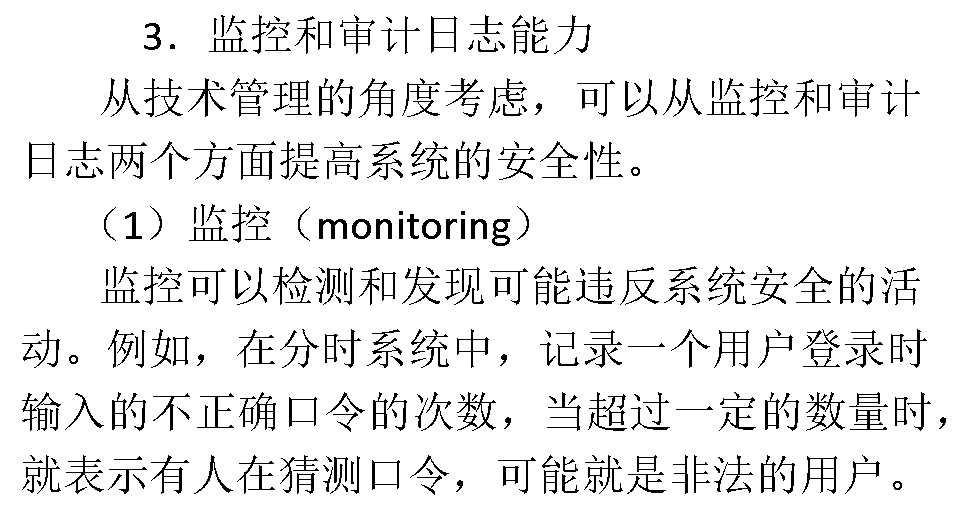 3．监控和审计日志能力
从技术管理的角度考虑，可以从监控和审计
日志两个方面提高系统的安全性。
（1）监控（monitoring）
监控可以检测和发现可能违反系统安全的活
动。例如，在分时系统中，记录一个用户登录时
输入的不正确口令的次数，当超过一定的数量时，
就表示有人在猜测口令，可能就是非法的用户。